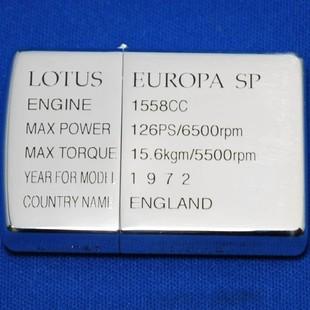 LOTUS EUROPA SP
ENGINE 1558CC
MAX POWER 126PS/6500rpm
MAX TORQUE 15.6kgm/5500rpm
YEAR FOR MODEL 1972
COUNTRY NAME ENGLAND